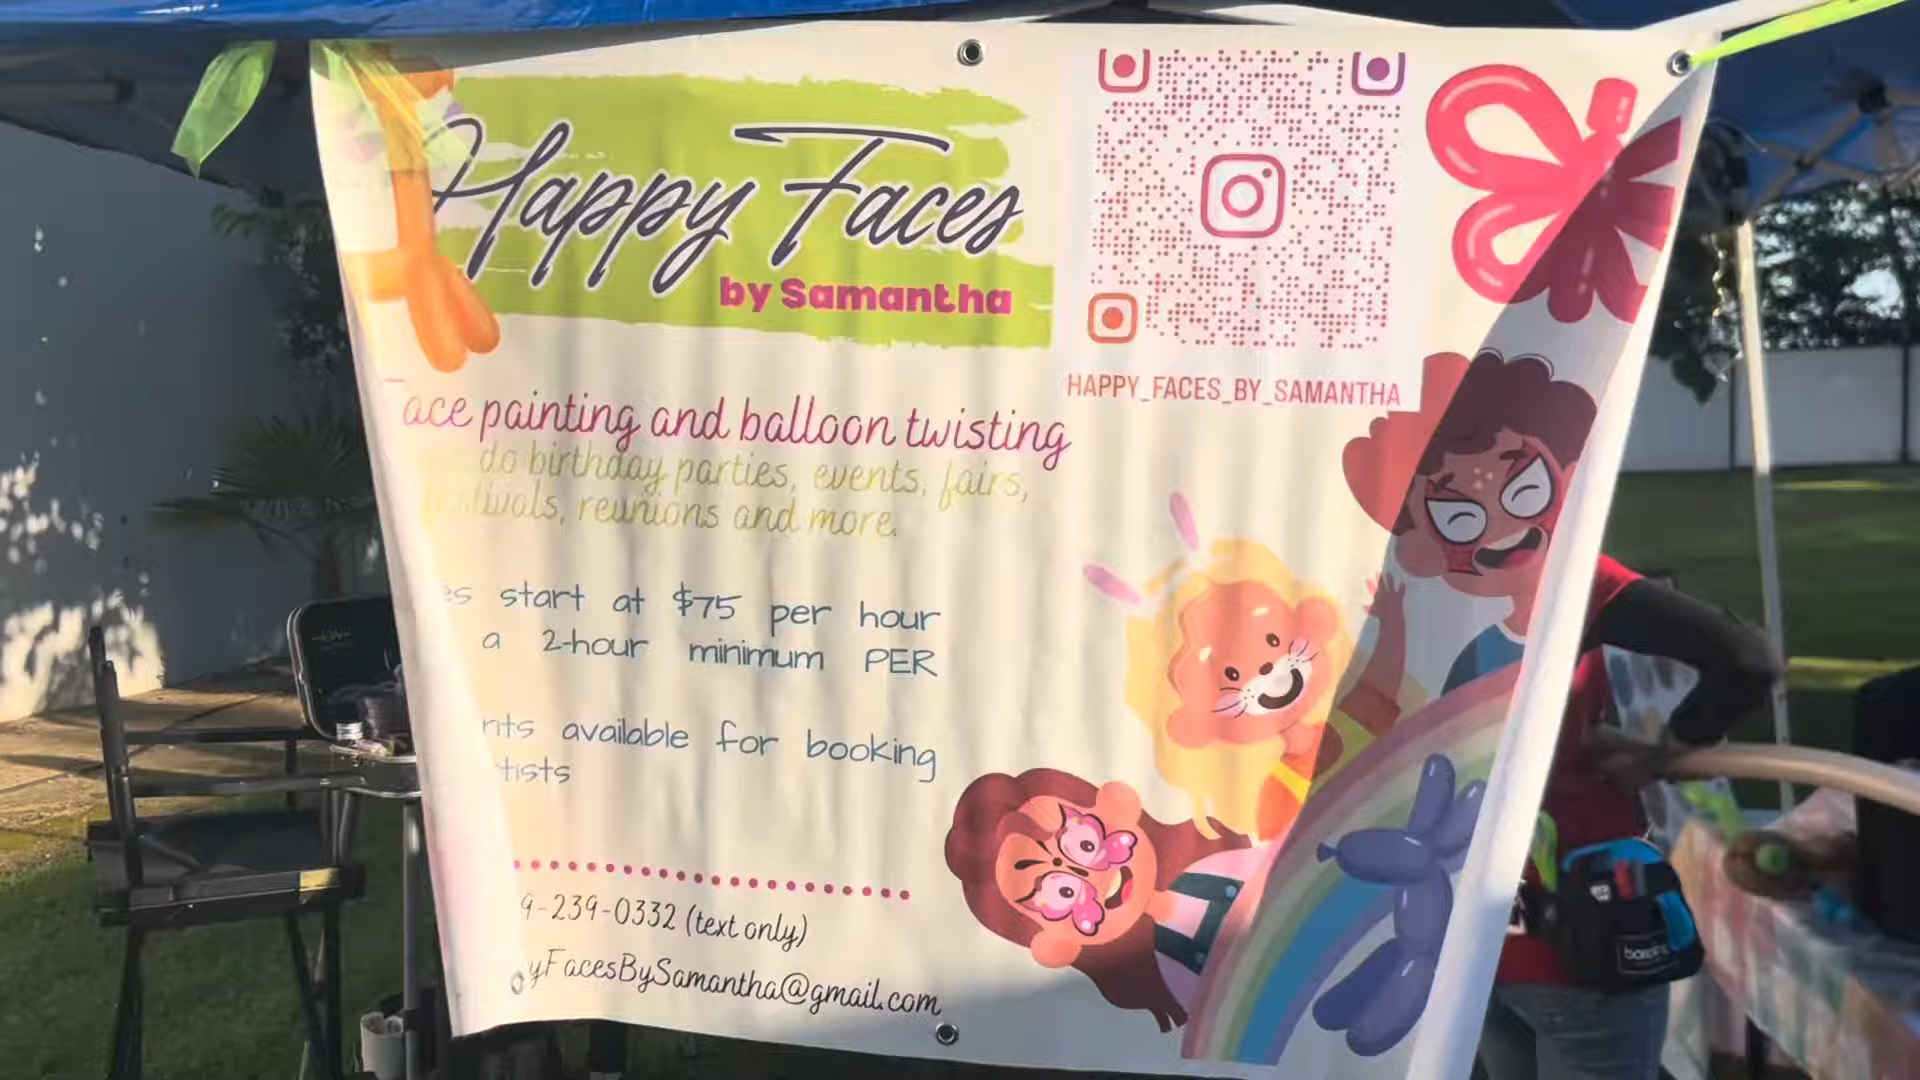 Happy Faces
by Samantha
HAPPY_FACES_BY_SAMANTHA
ace painting and balloon twisting
do birthday parties, events, fairs,
stivals, reunions and more.
es start at $75 per hour
a 2-hour minimum PER
nts available for booking
tists
9-239-0332 (text only)
yFacesBySamantha@gmail.com